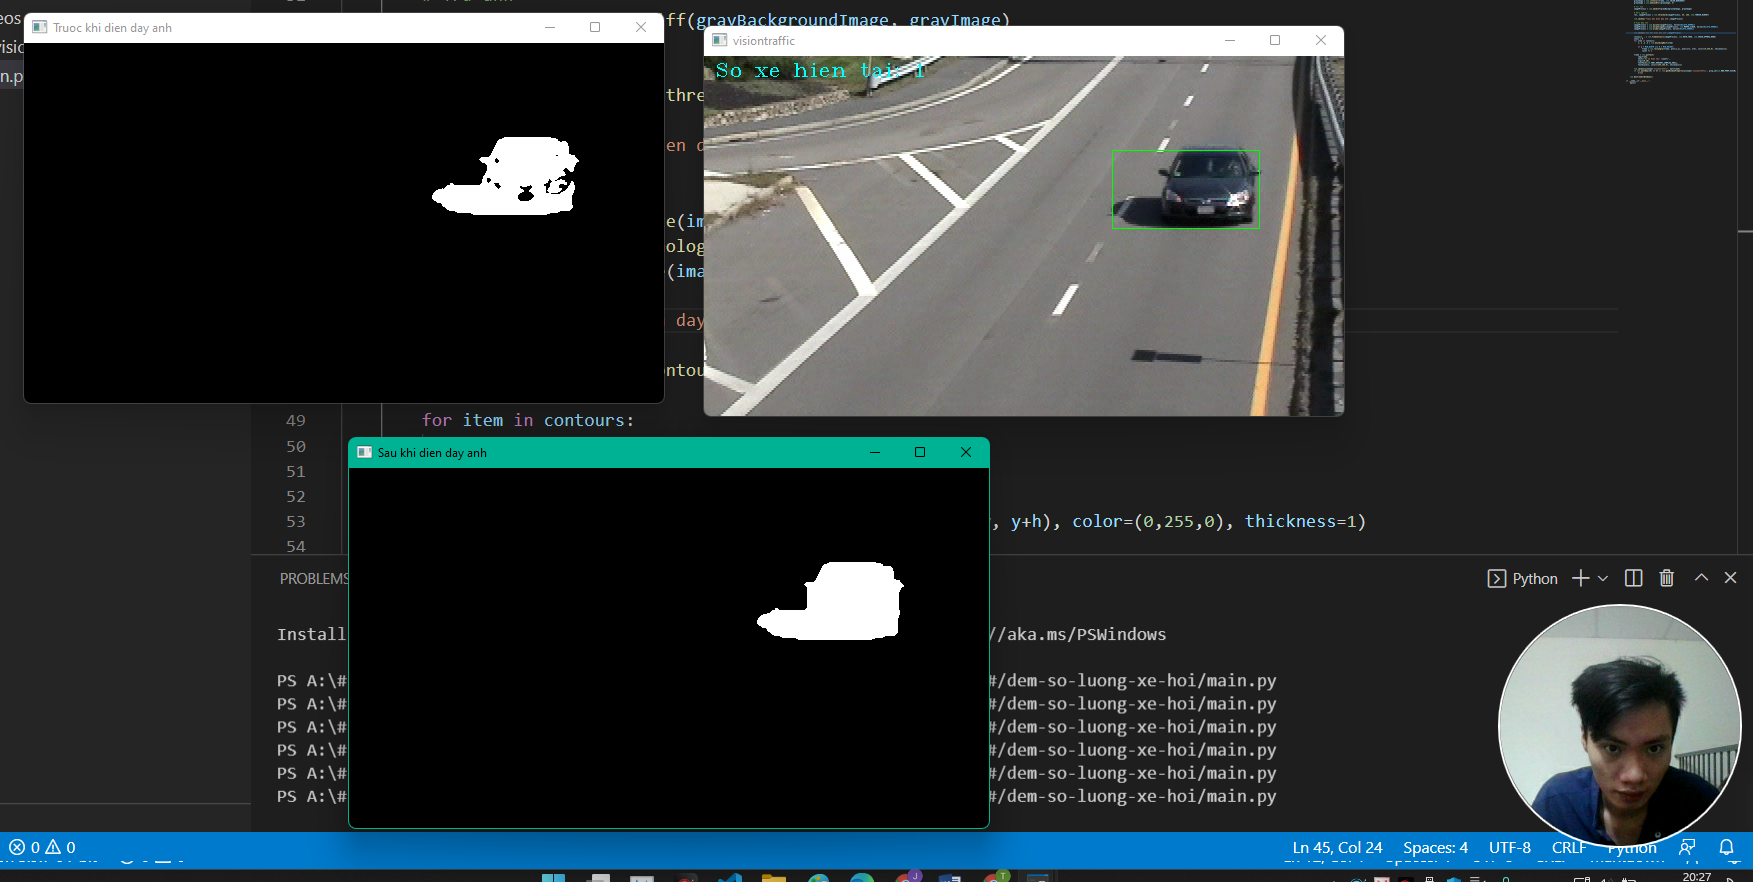 eos
visio
n.p
Truoc khi dien day anh
ff(grayBackgroundImage, grayImage)
visiontraffic
So xe hien tai: 1
thre
en d
e(im
olog
(ima
day
ontou
49 for item in contours:
50
51
52
53 , y+h), color=(0,255,0), thickness=1)
54
Sau khi dien day anh
PROBLEMS
Python
Install //aka.ms/PSWindows
PS A:\# #/dem-so-luong-xe-hoi/main.py
PS A:\# #/dem-so-luong-xe-hoi/main.py
PS A:\# #/dem-so-luong-xe-hoi/main.py
PS A:\# #/dem-so-luong-xe-hoi/main.py
PS A:\# #/dem-so-luong-xe-hoi/main.py
PS A:\# #/dem-so-luong-xe-hoi/main.py
0 0 Ln 45, Col 24 Spaces: 4 UTF-8 CRLF Python
20:27